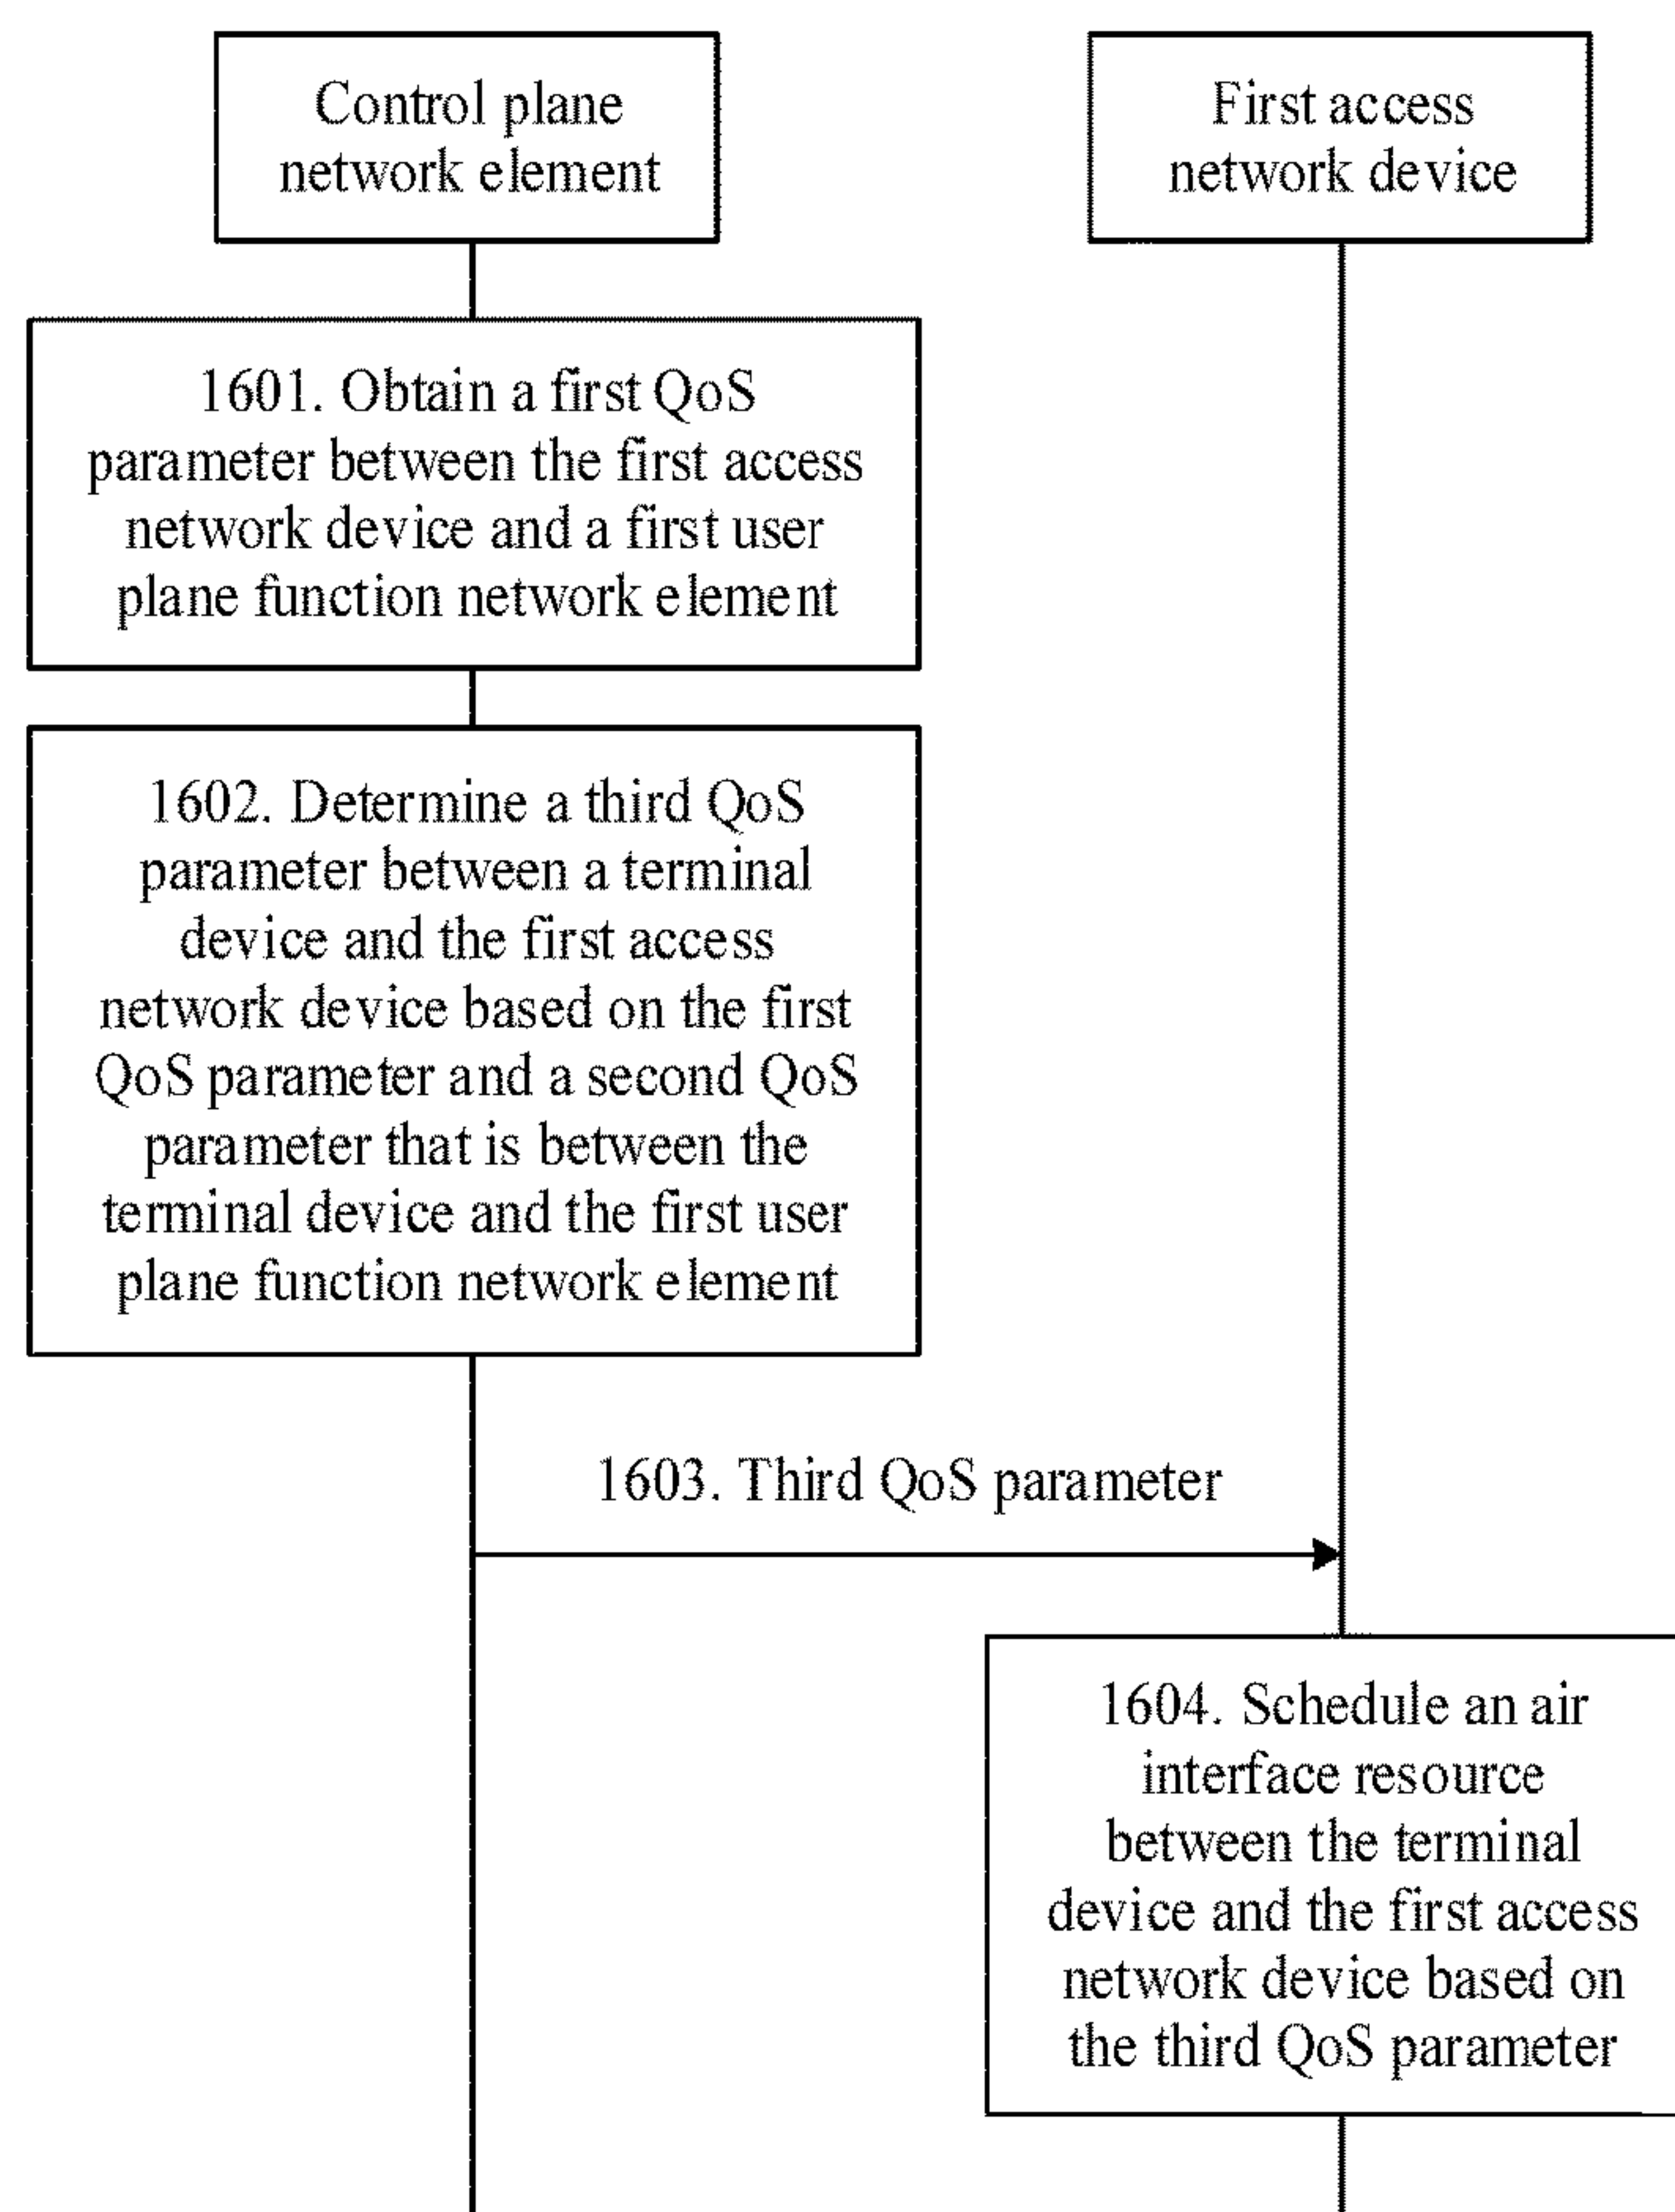 Control plane
network element
First access
network device
1601. Obtain a first QoS
parameter between the first access
network device and a first user
plane function network element
1602. Determine a third QoS
parameter between a terminal
device and the first access
network device based on the first
QoS parameter and a second QoS
parameter that is between the
terminal device and the first user
plane function network element
1603. Third QoS parameter
1604. Schedule an air
interface resource
between the terminal
device and the first access
network device based on
the third QoS parameter